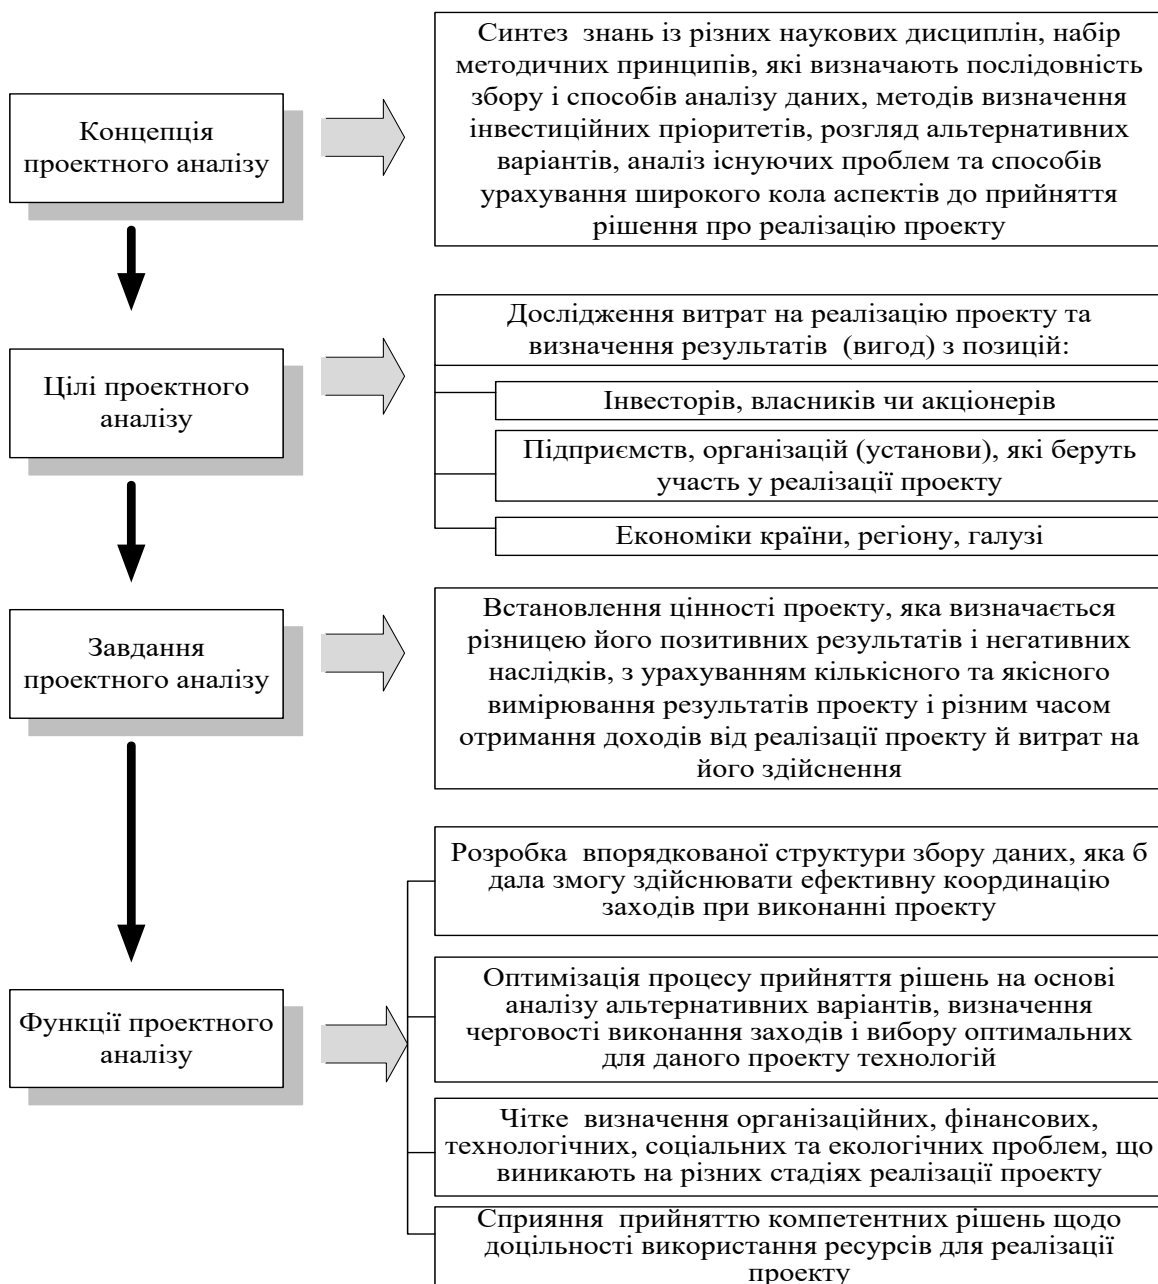 Концепція
проектного аналізу
Синтез знань із різних наукових дисциплін, набір
методичних принципів, які визначають послідовність
збору і способів аналізу даних, методів визначення
інвестиційних пріоритетів, розгляд альтернативних
варіантів, аналіз існуючих проблем та способів
урахування широкого кола аспектів до прийняття
рішення про реалізацію проекту
Цілі проектного
аналізу
Дослідження витрат на реалізацію проекту та
визначення результатів (вигод) з позицій:
Інвесторів, власників чи акціонерів
Підприємств, організацій (установи), які беруть
участь у реалізації проекту
Економіки країни, регіону, галузі
Завдання
проектного аналізу
Встановлення цінності проекту, яка визначається
різницею його позитивних результатів і негативних
наслідків, з урахуванням кількісного та якісного
вимірювання результатів проекту і різним часом
отримання доходів від реалізації проекту й витрат на
його здійснення
Функції проектного
аналізу
Розробка впорядкованої структури збору даних, яка б
дала змогу здійснювати ефективну координацію
заходів при виконанні проекту
Оптимізація процесу прийняття рішень на основі
аналізу альтернативних варіантів, визначення
черговості виконання заходів і вибору оптимальних
для даного проекту технологій
Чітке визначення організаційних, фінансових,
технологічних, соціальних та екологічних проблем, що
виникають на різних стадіях реалізації проекту
Сприяння прийняттю компетентних рішень щодо
доцільності використання ресурсів для реалізації
проекту